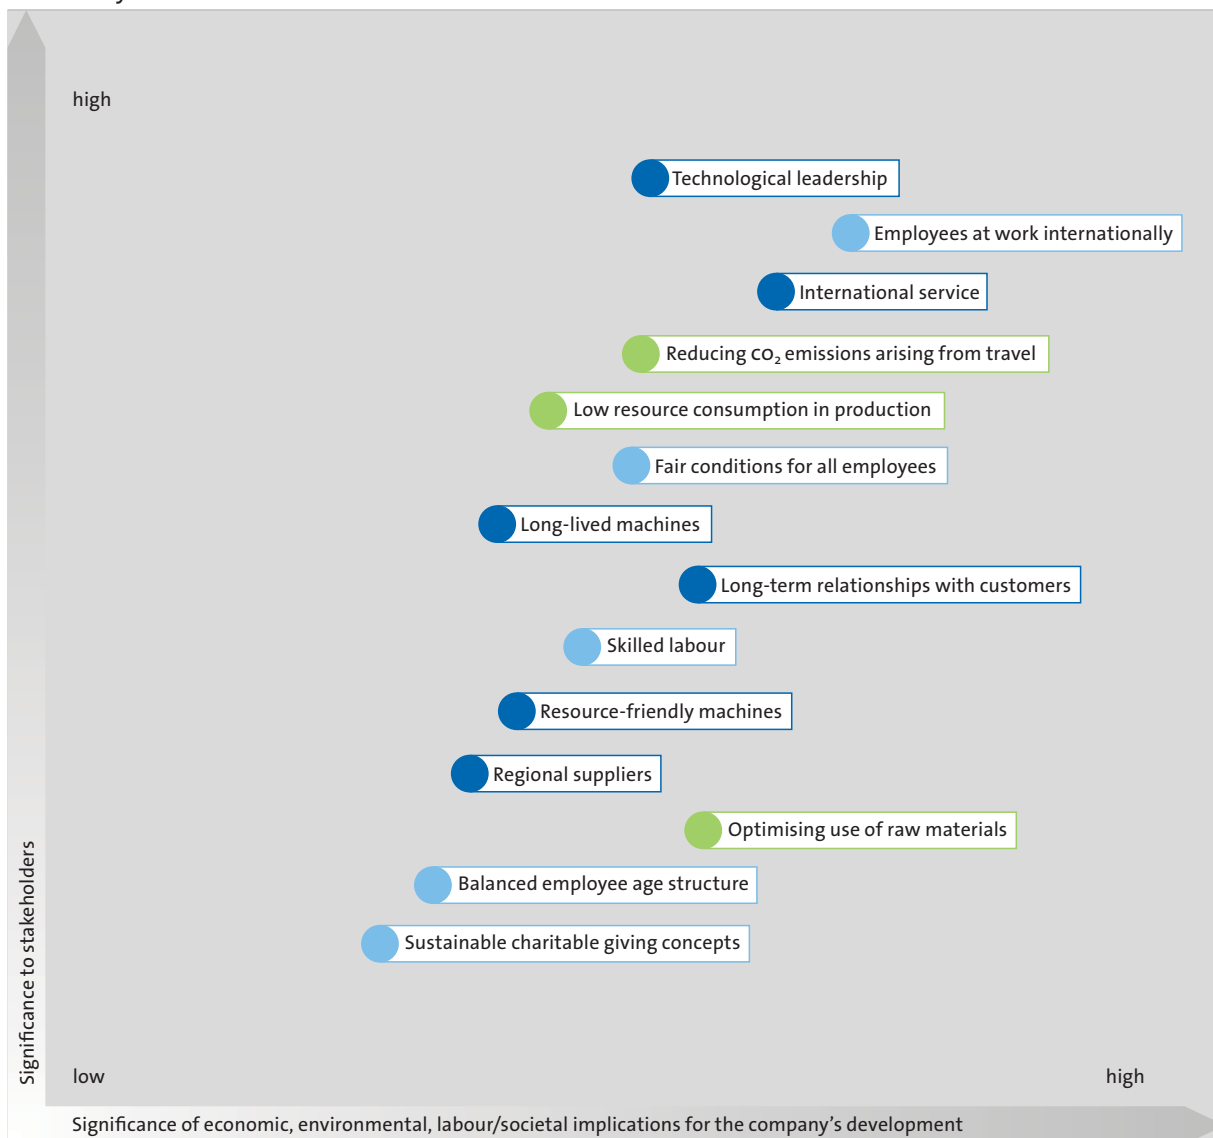 high
Technological leadership
Employees at work internationally
International service
Reducing CO₂ emissions arising from travel
Low resource consumption in production
Fair conditions for all employees
Long-lived machines
Long-term relationships with customers
Skilled labour
Resource-friendly machines
Regional suppliers
Optimising use of raw materials
Balanced employee age structure
Sustainable charitable giving concepts
Significance to stakeholders
low
high
Significance of economic, environmental, labour/societal implications for the company’s development